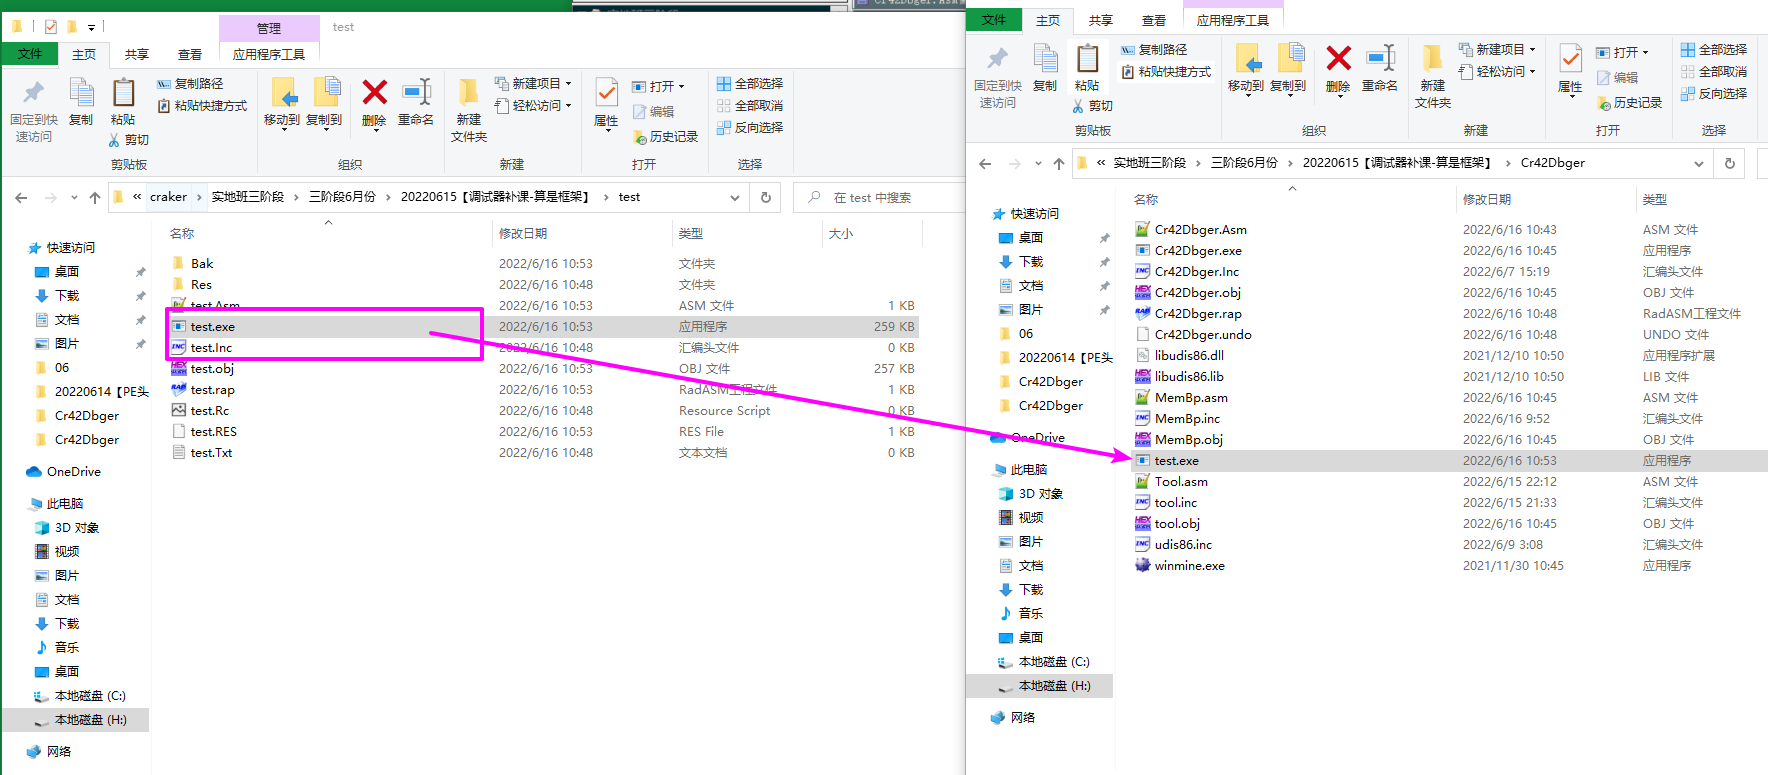 管理
test
文件
主页
共享
查看
应用程序工具
固定到快
速访问
复制
粘贴
复制路径
粘贴快捷方式
剪切
剪贴板
移动到
复制到
删除
重命名
组织
新建
文件夹
新建项目
轻松访问
新建
属性
打开
编辑
历史记录
打开
全部选择
全部取消
反向选择
选择
« craker › 实地班三阶段 › 三阶段6月份 › 20220615【调试器补课-算是框架】 › test
在 test 中搜索
快速访问
桌面
下载
文档
图片
06
20220614【PE头
Cr42Dbger
Cr42Dbger
OneDrive
此电脑
3D 对象
视频
图片
文档
下载
音乐
桌面
本地磁盘 (C:)
本地磁盘 (H:)
网络
名称 修改日期 类型 大小
Bak 2022/6/16 10:53 文件夹
Res 2022/6/16 10:48 文件夹
test.Asm 2022/6/16 10:53 ASM 文件 1 KB
test.exe 2022/6/16 10:53 应用程序 259 KB
test.Inc 2022/6/16 10:48 汇编头文件 0 KB
test.obj 2022/6/16 10:53 OBJ 文件 257 KB
test.rap 2022/6/16 10:53 RadASM工程文件 1 KB
test.Rc 2022/6/16 10:48 Resource Script 0 KB
test.RES 2022/6/16 10:53 RES File 1 KB
test.Txt 2022/6/16 10:48 文本文档 0 KB
文件
主页
共享
查看
应用程序工具
固定到快
速访问
复制
粘贴
复制路径
粘贴快捷方式
剪切
剪贴板
移动到
复制到
删除
重命名
组织
新建
文件夹
新建项目
轻松访问
新建
属性
打开
编辑
历史记录
打开
全部选择
全部取消
反向选择
选择
« 实地班三阶段 › 三阶段6月份 › 20220615【调试器补课-算是框架】 › Cr42Dbger
快速访问
桌面
下载
文档
图片
06
20220614【PE头
Cr42Dbger
Cr42Dbger
OneDrive
此电脑
3D 对象
视频
图片
文档
下载
音乐
桌面
本地磁盘 (C:)
本地磁盘 (H:)
网络
名称 修改日期 类型
Cr42Dbger.Asm 2022/6/16 10:43 ASM 文件
Cr42Dbger.exe 2022/6/16 10:45 应用程序
Cr42Dbger.Inc 2022/6/7 15:19 汇编头文件
Cr42Dbger.obj 2022/6/16 10:45 OBJ 文件
Cr42Dbger.rap 2022/6/16 10:48 RadASM工程文件
Cr42Dbger.undo 2022/6/16 10:48 UNDO 文件
libudis86.dll 2021/12/10 10:50 应用程序扩展
libudis86.lib 2021/12/10 10:50 LIB 文件
MemBp.asm 2022/6/16 10:45 ASM 文件
MemBp.inc 2022/6/16 9:52 汇编头文件
MemBp.obj 2022/6/16 10:45 OBJ 文件
test.exe 2022/6/16 10:53 应用程序
Tool.asm 2022/6/15 22:12 ASM 文件
tool.inc 2022/6/15 21:33 汇编头文件
tool.obj 2022/6/16 10:45 OBJ 文件
udis86.inc 2022/6/9 3:08 汇编头文件
winmine.exe 2021/11/30 10:45 应用程序